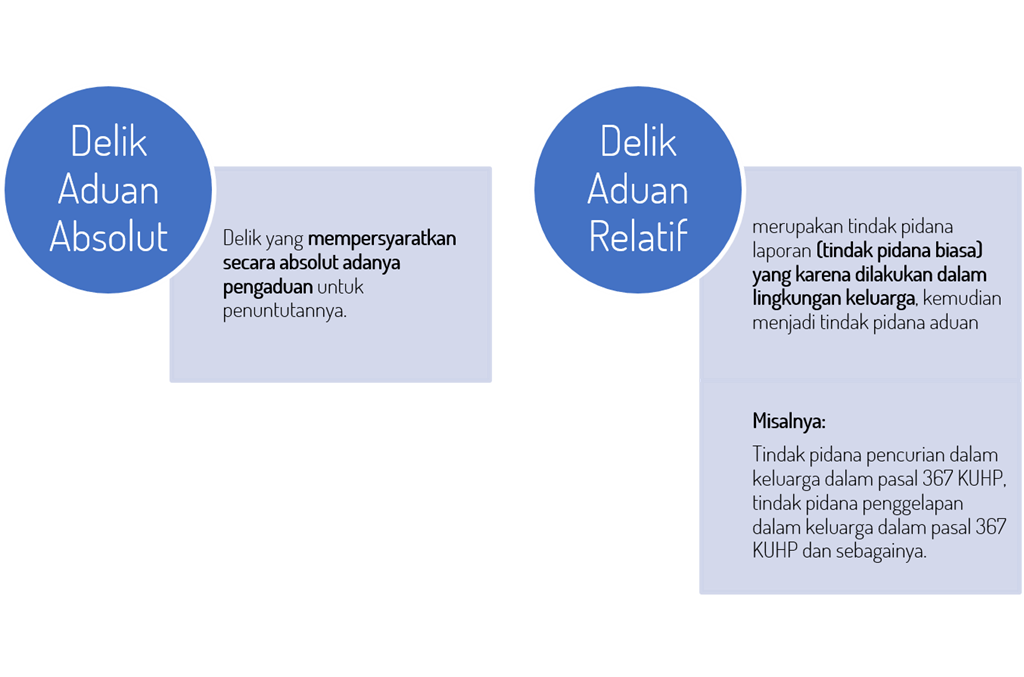 Delik
Aduan
Absolut
Delik yang mempersyaratkan
secara absolut adanya
pengaduan untuk
penuntutannya.
Delik
Aduan
Relatif
merupakan tindak pidana
laporan (tindak pidana biasa)
yang karena dilakukan dalam
lingkungan keluarga, kemudian
menjadi tindak pidana aduan
Misalnya:
Tindak pidana pencurian dalam
keluarga dalam pasal 367 KUHP,
tindak pidana penggelapan
dalam keluarga dalam pasal 367
KUHP dan sebagainya.